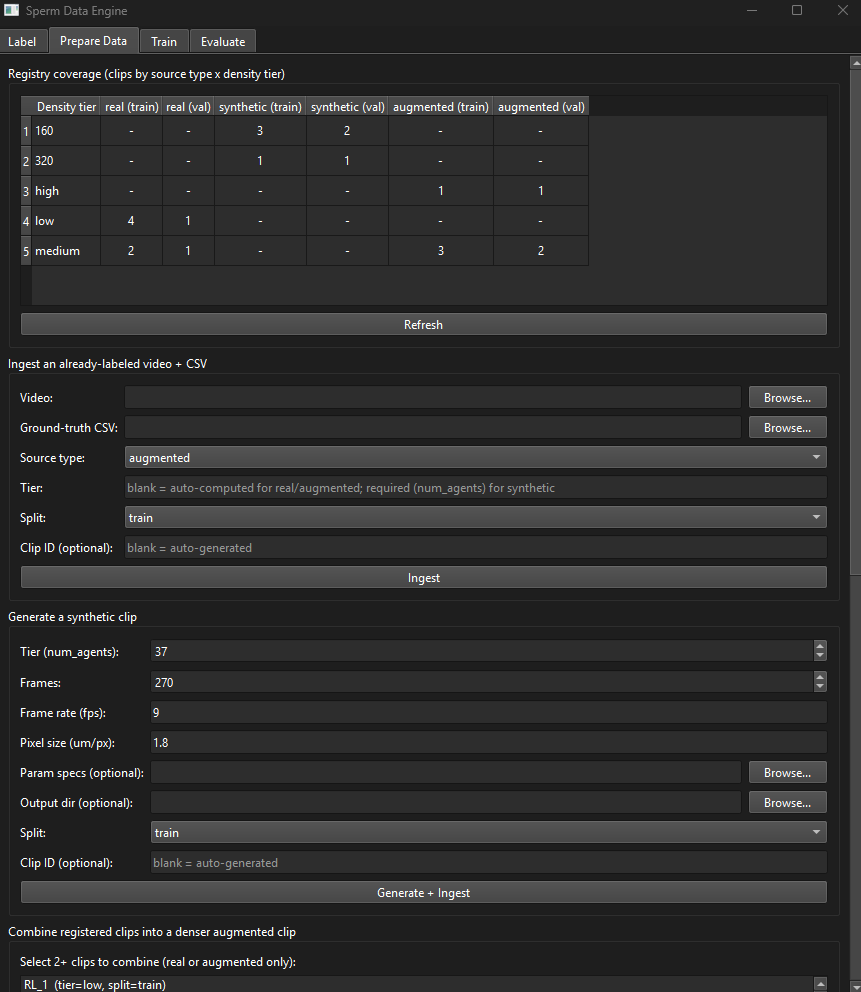 Sperm Data Engine
Label Prepare Data Train Evaluate
Registry coverage (clips by source type x density tier)
Density tier real (train) real (val) synthetic (train) synthetic (val) augmented (train) augmented (val)
1 160 - - 3 2 - -
2 320 - - 1 1 - -
3 high - - - - 1 1
4 low 4 1 - - - -
5 medium 2 1 - - 3 2
Refresh
Ingest an already-labeled video + CSV
Video: Browse...
Ground-truth CSV: Browse...
Source type: augmented
Tier: blank = auto-computed for real/augmented; required (num_agents) for synthetic
Split: train
Clip ID (optional): blank = auto-generated
Ingest
Generate a synthetic clip
Tier (num_agents): 37
Frames: 270
Frame rate (fps): 9
Pixel size (um/px): 1.8
Param specs (optional): Browse...
Output dir (optional): Browse...
Split: train
Clip ID (optional): blank = auto-generated
Generate + Ingest
Combine registered clips into a denser augmented clip
Select 2+ clips to combine (real or augmented only):
RL_1 (tier=low, split=train)